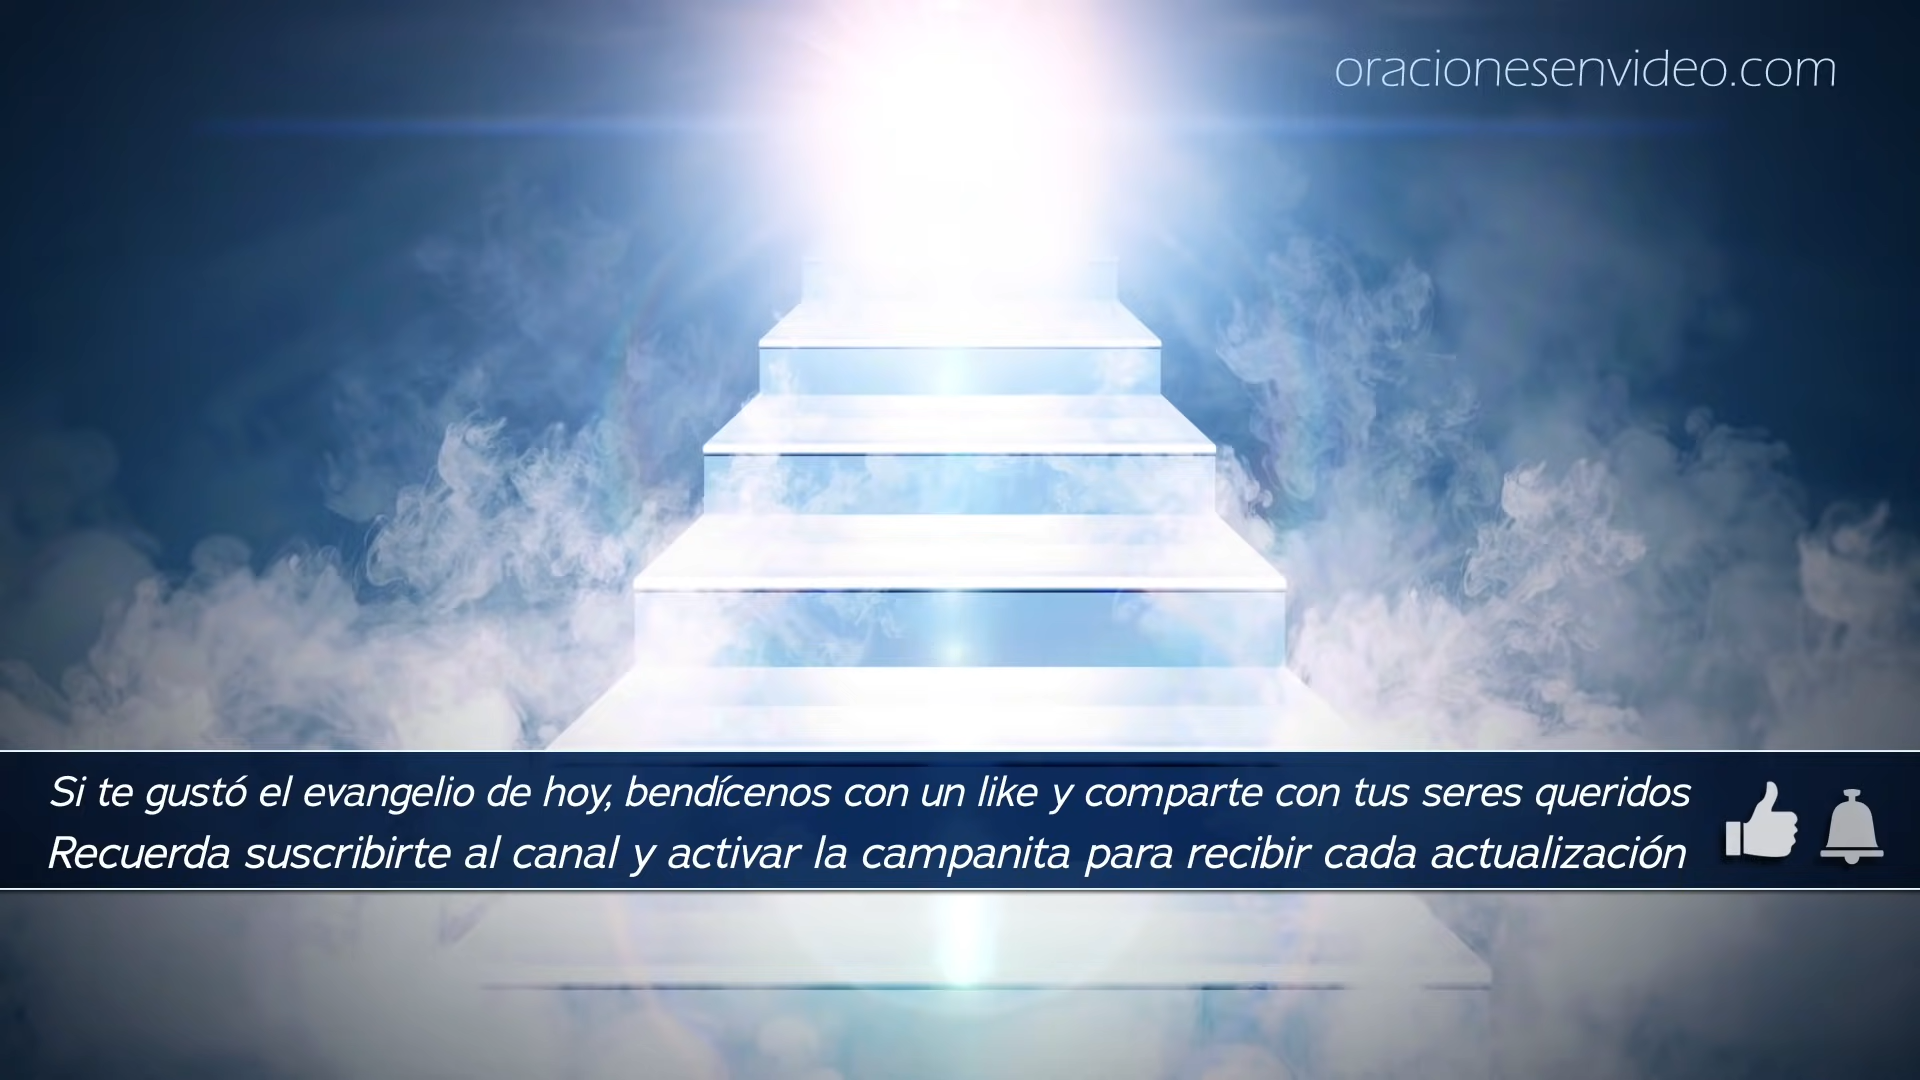 oracionesenvideo.com
Si te gustó el evangelio de hoy, bendícenos con un like y comparte con tus seres queridos
Recuerda suscribirte al canal y activar la campanita para recibir cada actualización